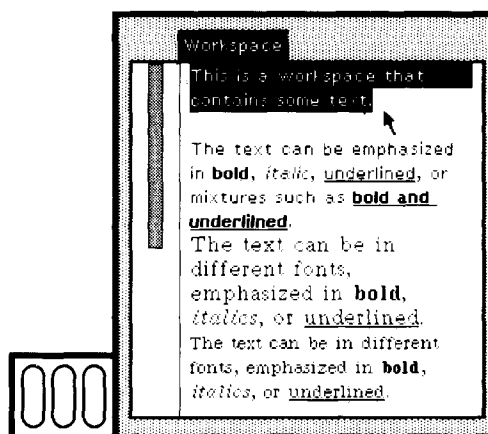 Workspace
This is a workspace that
contains some text.
The text can be emphasized
in bold, italic, underlined, or
mixtures such as bold and
underlilned.
The text can be in
different fonts,
emphasized in bold,
italics, or underlined.
The text can be in different
fonts, emphasized in bold,
italics, or underlined.